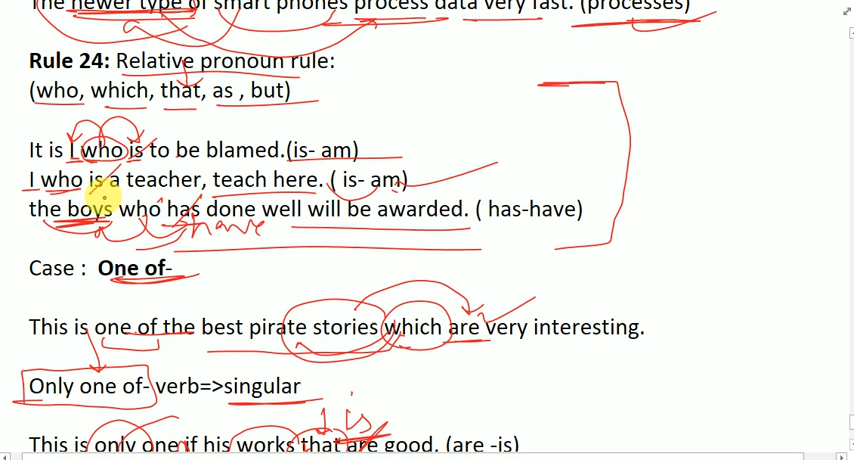 The newer type of smart phones process data very fast. (processes)
a
Rule 24: Relative pronoun rule:
(who, which, that, as , but)
It is I who is to be blamed.(is- am)
I who is a teacher, teach here. ( is- am)
the boys who has done well will be awarded. ( has-have)
have
Case : One of-
This is one of the best pirate stories which are very interesting.
Only one of- verb=>singular
is
This is only one if his works that are good. (are -is)